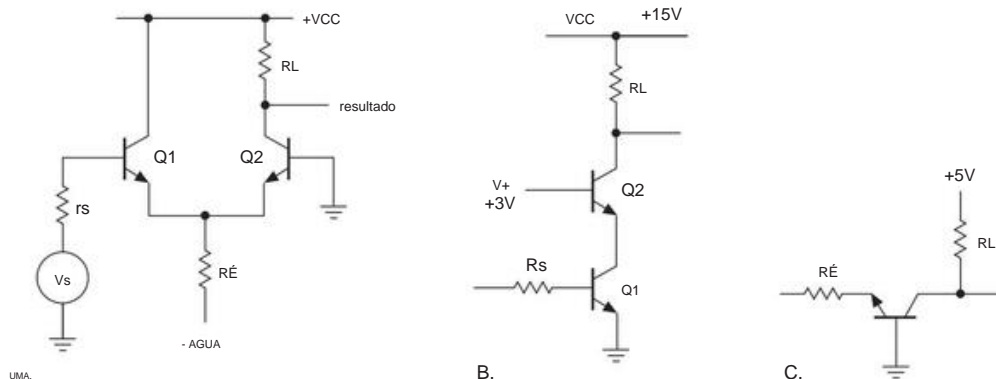 +VCC
RL
resultado
Q1
Q2
rs
Vs
RÉ
- AGUA
UMA.
VCC
+15V
RL
V+
+3V
Q2
Rs
Q1
B.
+5V
RL
RÉ
C.